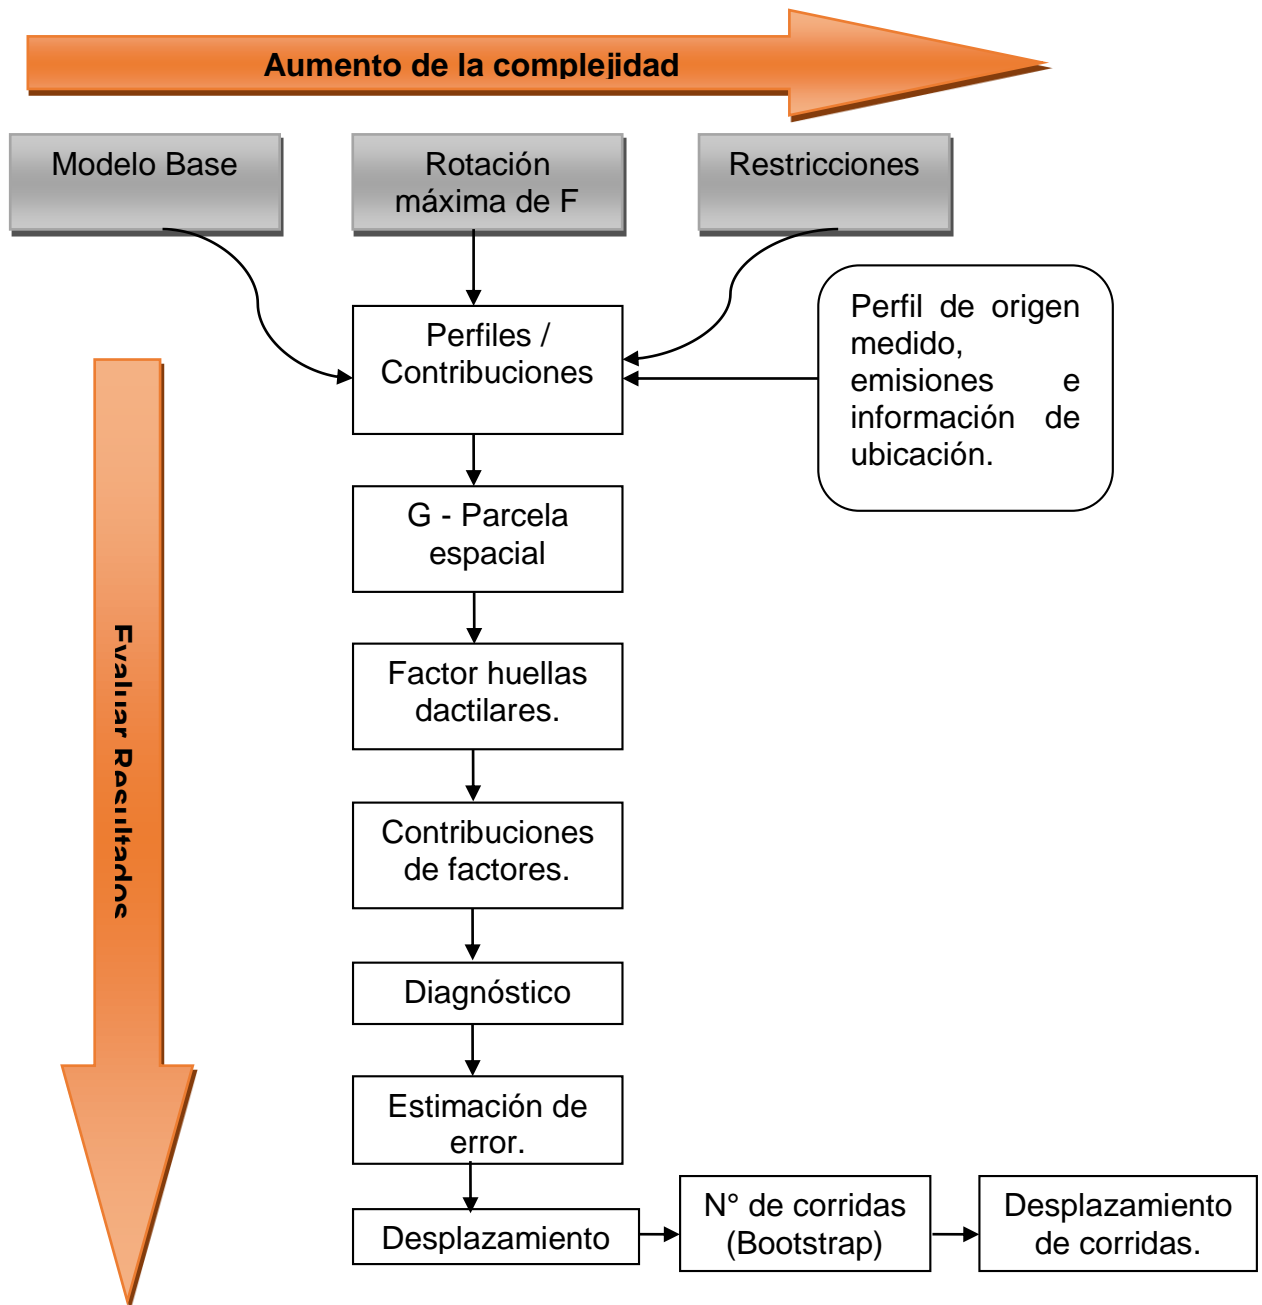 Aumento de la complejidad
Modelo Base
Rotación
máxima de F
Restricciones
Perfil de origen
medido,
emisiones e
información de
ubicación.
Perfiles /
Contribuciones
G - Parcela
espacial
Evaluar Resultados
Factor huellas
dactilares.
Contribuciones
de factores.
Diagnóstico
Estimación de
error.
Desplazamiento
N° de corridas
(Bootstrap)
Desplazamiento
de corridas.